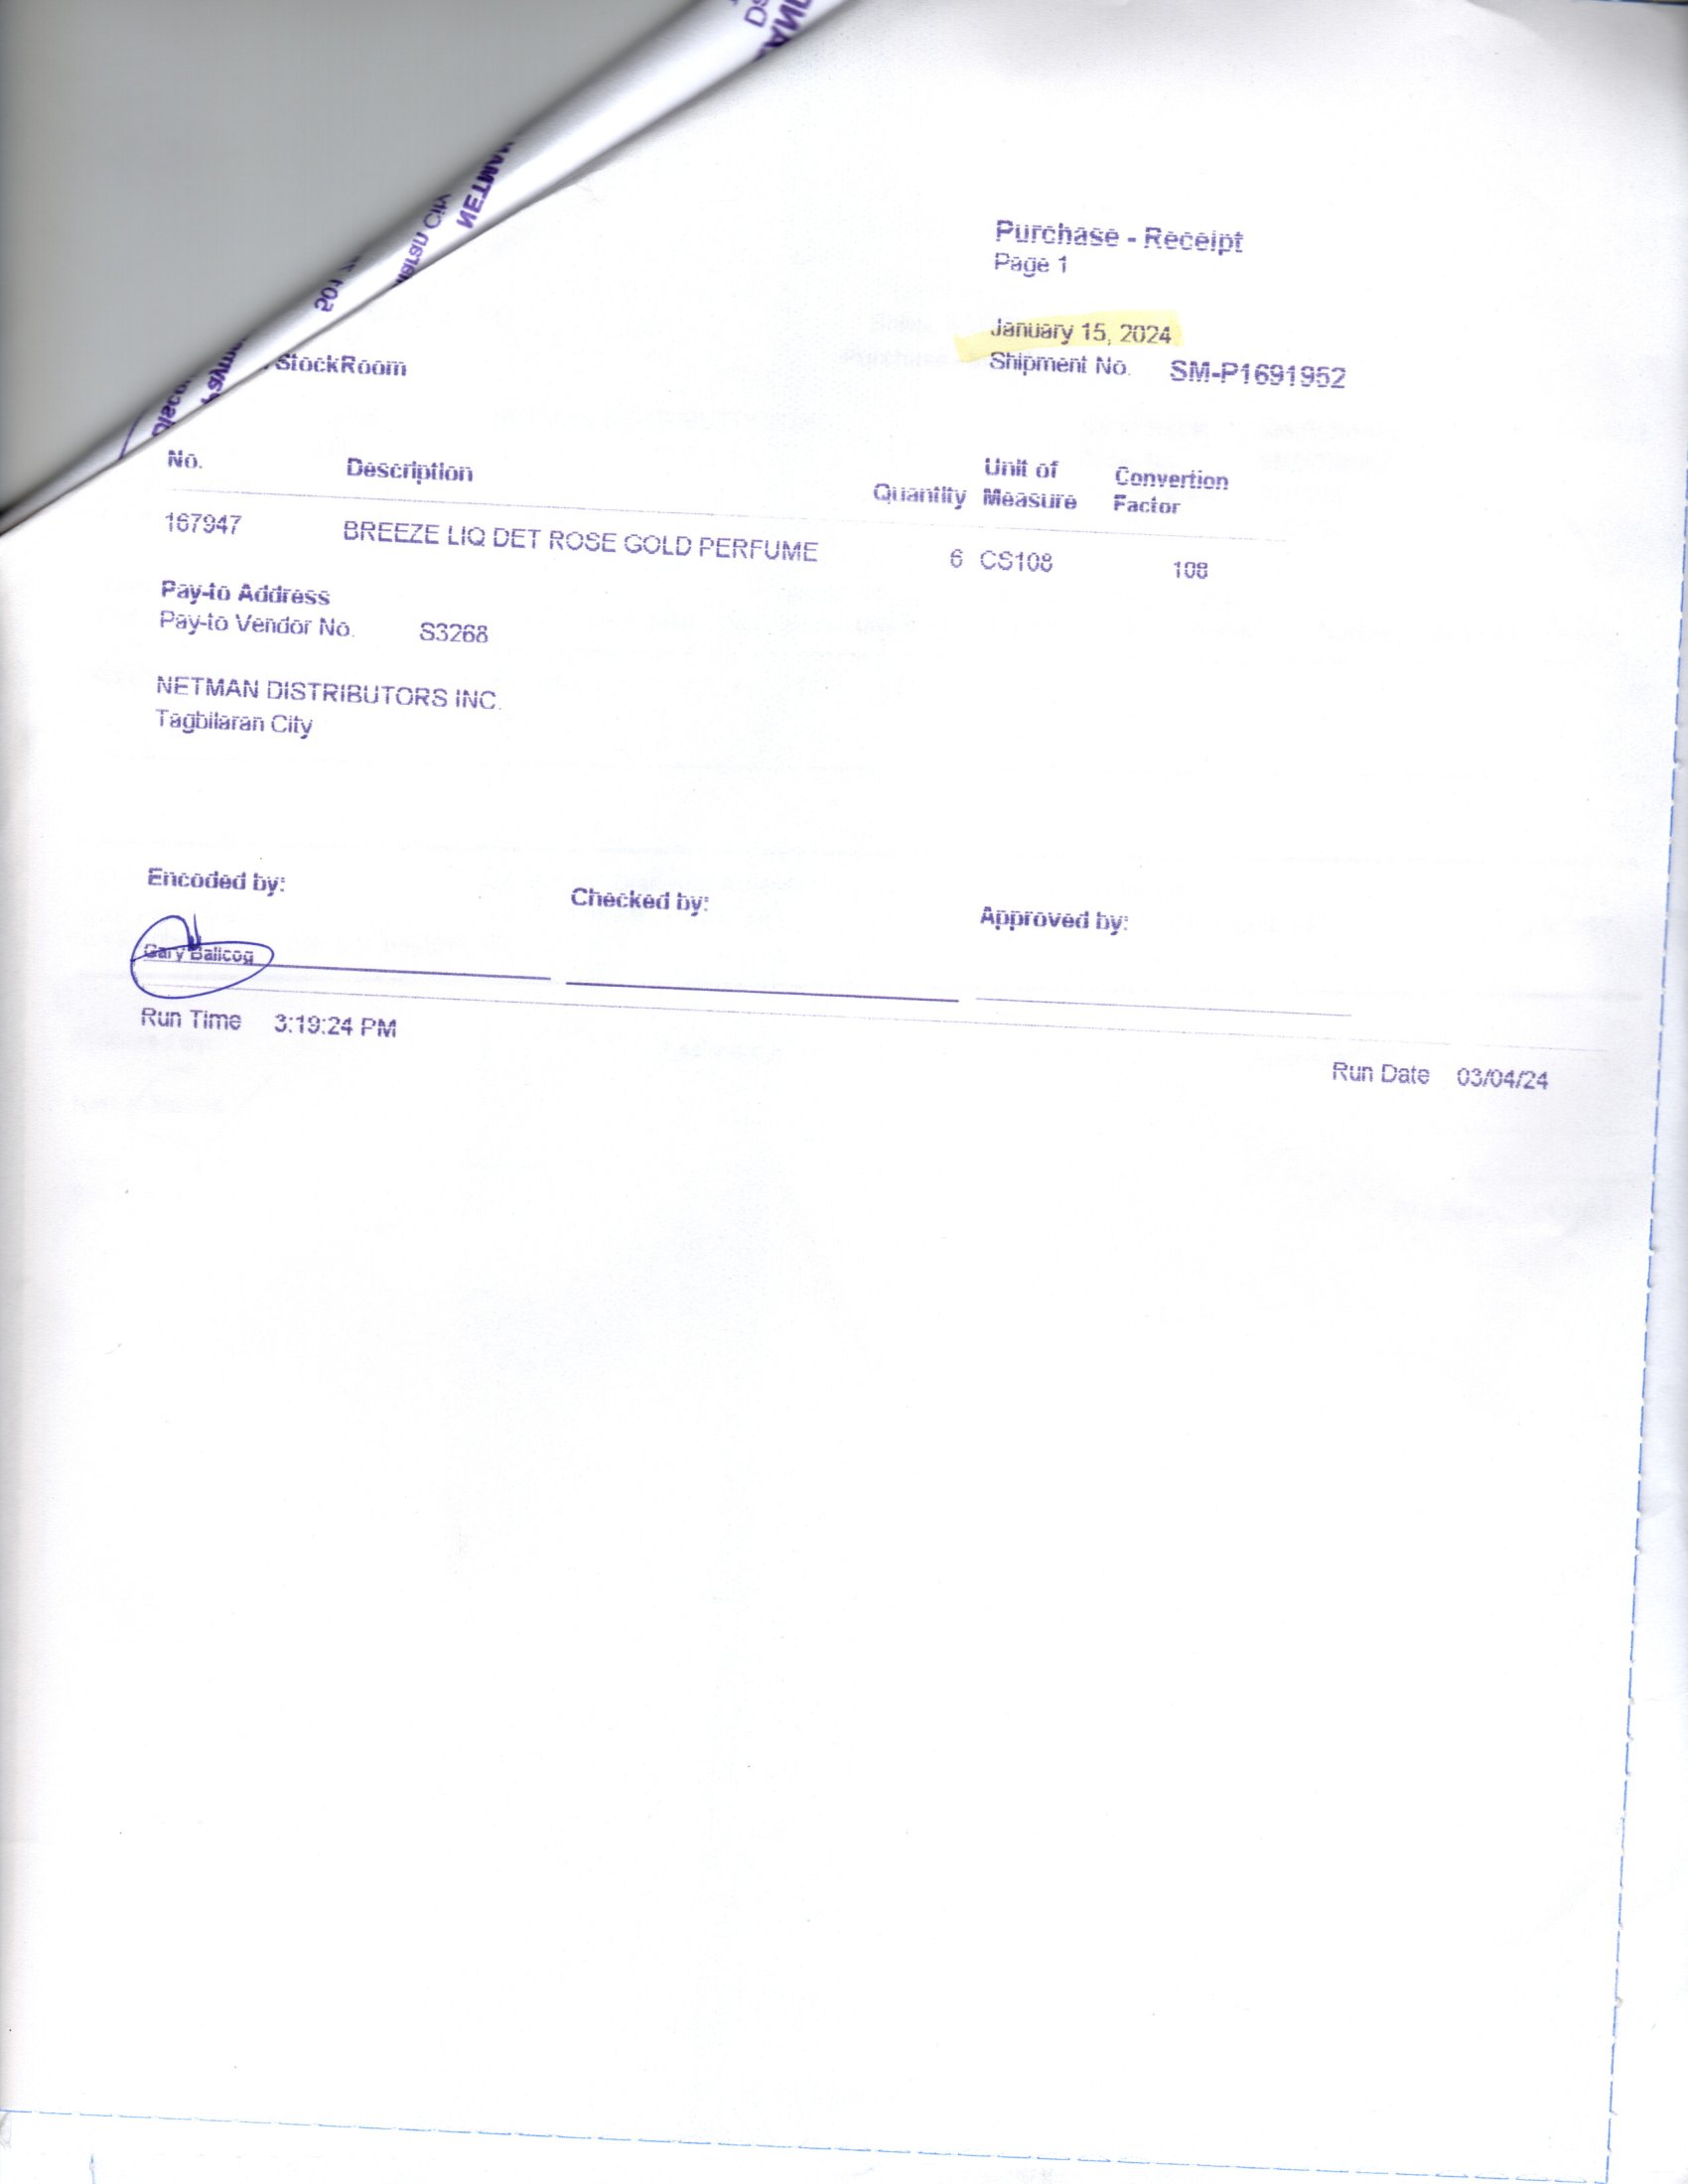 Purchase - Receipt
Page 1
January 15, 2024
StockRoom
Shipment No. SM-P1691952
No. Description Quantity Unit of Measure Convertion Factor
167947 BREEZE LIQ DET ROSE GOLD PERFUME 6 CS108 108
Pay-to Address
Pay-to Vendor No. S3268
NETMAN DISTRIBUTORS INC.
Tagbilaran City
Encoded by: Checked by: Approved by:
Gary Balicog
Run Time 3:19:24 PM
Run Date 03/04/24